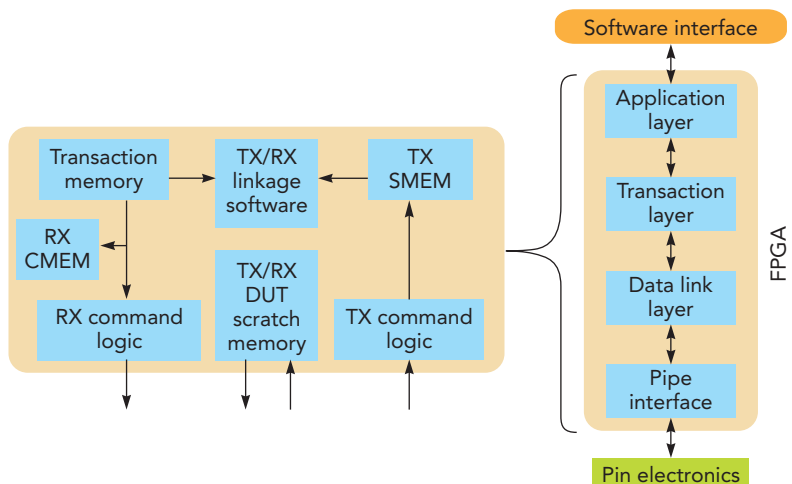 Software interface
Application
layer
Transaction
memory
TX/RX
linkage
software
TX
SMEM
Transaction
layer
RX
CMEM
FPGA
TX/RX
DUT
scratch
memory
Data link
layer
RX command
logic
TX command
logic
Pipe
interface
Pin electronics